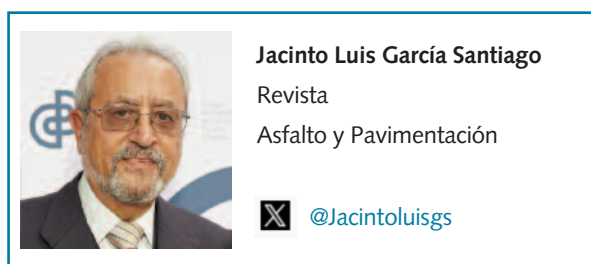 Jacinto Luis García Santiago
Revista
Asfalto y Pavimentación
@Jacintoluisgs